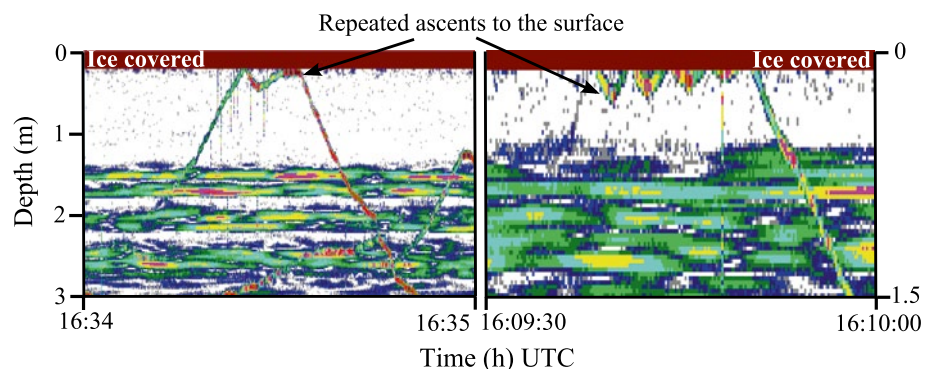 Repeated ascents to the surface
0
Ice covered
Ice covered
0
1
Depth (m)
2
3
1.5
16:34
16:35
16:09:30
16:10:00
Time (h) UTC